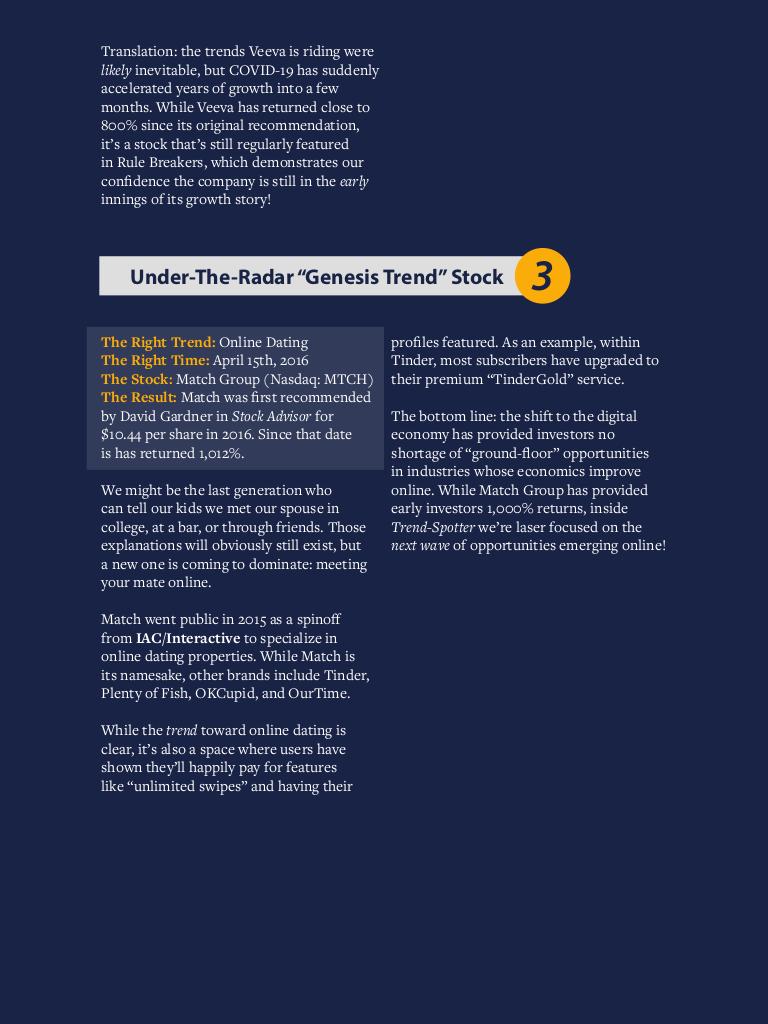 Translation: the trends Veeva is riding were
likely inevitable, but COVID-19 has suddenly
accelerated years of growth into a few
months. While Veeva has returned close to
800% since its original recommendation,
it’s a stock that’s still regularly featured
in Rule Breakers, which demonstrates our
confidence the company is still in the early
innings of its growth story!
Under-The-Radar “Genesis Trend” Stock 3
The Right Trend: Online Dating
The Right Time: April 15th, 2016
The Stock: Match Group (Nasdaq: MTCH)
The Result: Match was first recommended
by David Gardner in Stock Advisor for
$10.44 per share in 2016. Since that date
is has returned 1,012%.
We might be the last generation who
can tell our kids we met our spouse in
college, at a bar, or through friends. Those
explanations will obviously still exist, but
a new one is coming to dominate: meeting
your mate online.
Match went public in 2015 as a spinoff
from IAC/Interactive to specialize in
online dating properties. While Match is
its namesake, other brands include Tinder,
Plenty of Fish, OKCupid, and OurTime.
While the trend toward online dating is
clear, it’s also a space where users have
shown they’ll happily pay for features
like “unlimited swipes” and having their
profiles featured. As an example, within
Tinder, most subscribers have upgraded to
their premium “TinderGold” service.
The bottom line: the shift to the digital
economy has provided investors no
shortage of “ground-floor” opportunities
in industries whose economics improve
online. While Match Group has provided
early investors 1,000% returns, inside
Trend-Spotter we’re laser focused on the
next wave of opportunities emerging online!